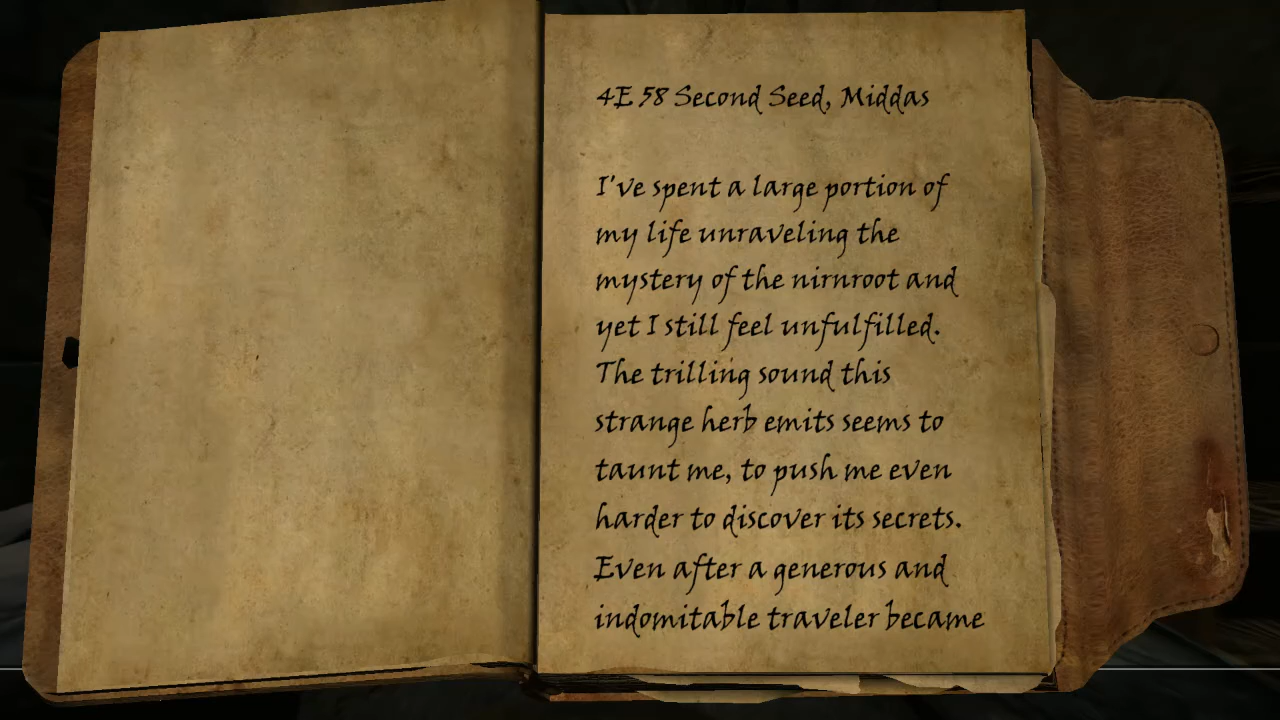 4E 58 Second Seed, Middas
I've spent a large portion of
my life unraveling the
mystery of the nirnroot and
yet I still feel unfulfilled.
The trilling sound this
strange herb emits seems to
taunt me, to push me even
harder to discover its secrets.
Even after a generous and
indomitable traveler became